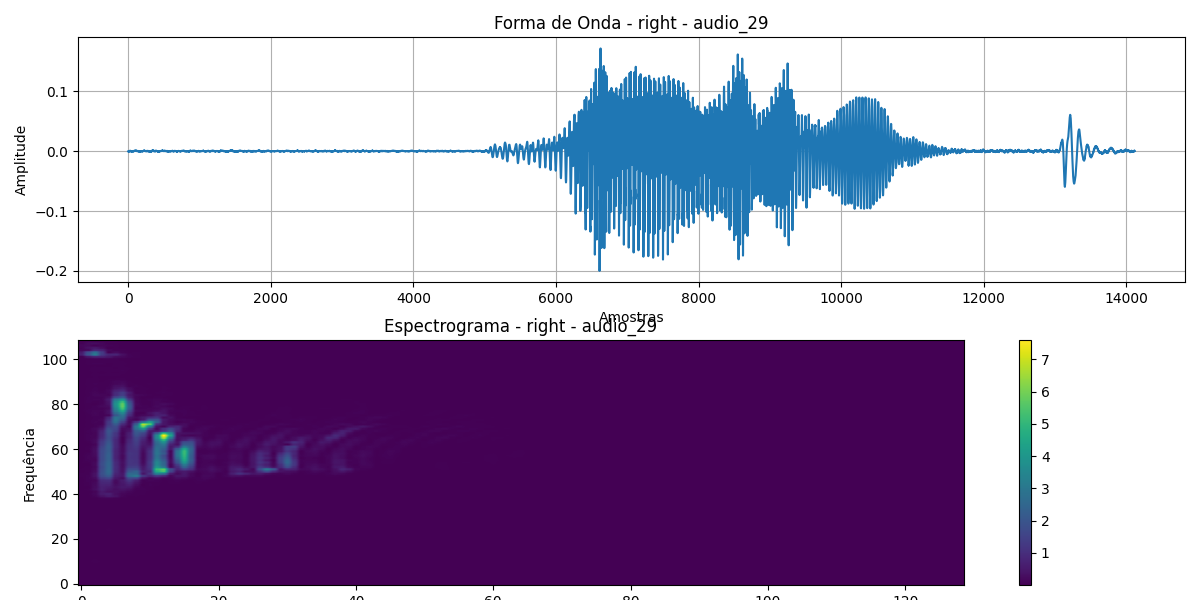 Forma de Onda - right - audio_29
0.1
0.0
−0.1
−0.2
Amplitude
0 2000 4000 6000 8000 10000 12000 14000
Amostras
Espectrograma - right - audio_29
100
80
60
40
20
0
Frequência
0 20 40 60 80 100 120
7
6
5
4
3
2
1